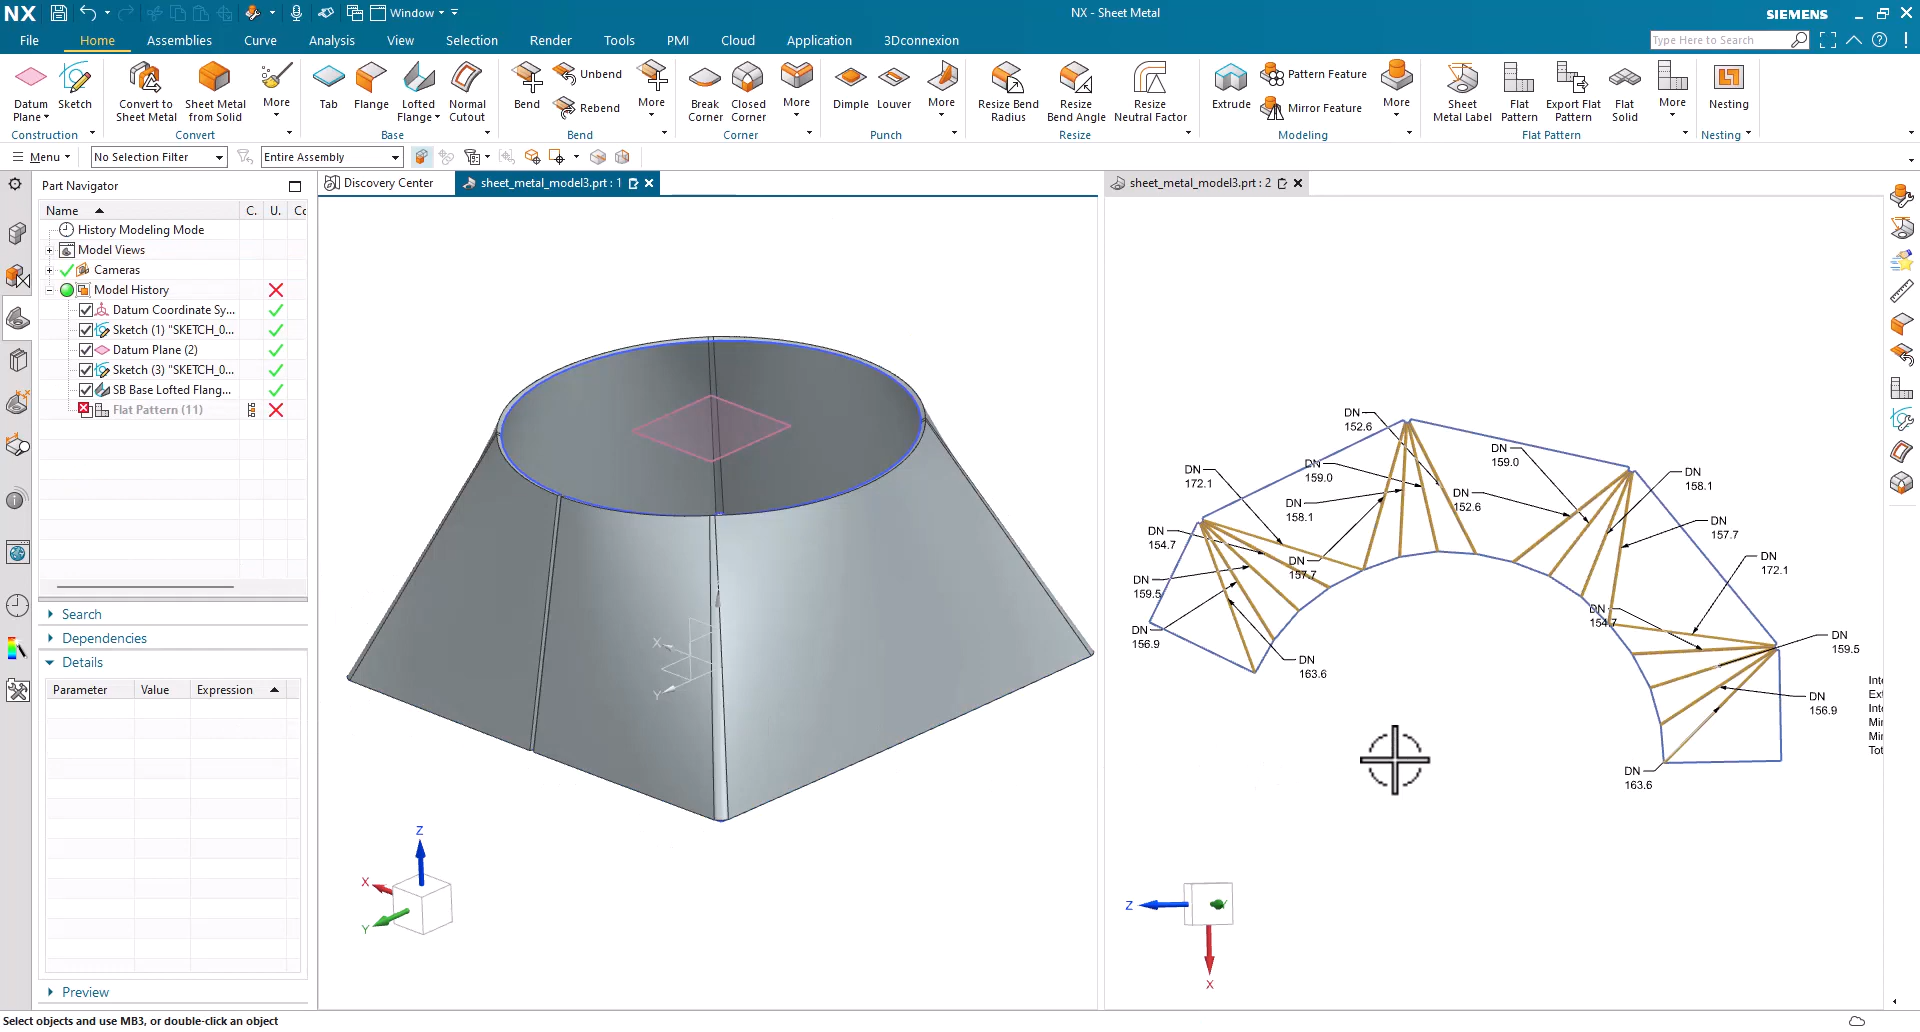 NX
Window
NX - Sheet Metal
SIEMENS
File
Home
Assemblies
Curve
Analysis
View
Selection
Render
Tools
PMI
Cloud
Application
3Dconnexion
Type Here to Search
Datum
Plane
Sketch
Construction
Convert to
Sheet Metal
Sheet Metal
from Solid
More
Convert
Tab
Flange
Lofted
Flange
Normal
Cutout
Base
Bend
Unbend
Rebend
More
Bend
Break
Corner
Closed
Corner
More
Corner
Dimple
Louver
More
Punch
Resize Bend
Radius
Resize
Bend Angle
Resize
Neutral Factor
Resize
Extrude
Pattern Feature
Mirror Feature
More
Modeling
Sheet
Metal Label
Flat
Pattern
Export Flat
Pattern
Flat
Solid
More
Flat Pattern
Nesting
Nesting
Menu
No Selection Filter
Entire Assembly
Part Navigator
Name
C.
U.
Cc
History Modeling Mode
Model Views
Cameras
Model History
Datum Coordinate Sy...
Sketch (1) "SKETCH_0...
Datum Plane (2)
Sketch (3) "SKETCH_0...
SB Base Lofted Flang...
Flat Pattern (11)
Search
Dependencies
Details
Parameter
Value
Expression
Preview
Discovery Center
sheet_metal_model3.prt : 1
sheet_metal_model3.prt : 2
X
Y
Z
X
Y
DN
152.6
DN
172.1
DN
159.0
DN
158.1
DN
152.6
DN
159.0
DN
158.1
DN
157.7
DN
172.1
DN
154.7
DN
157.7
DN
159.5
DN
156.9
DN
163.6
DN
154.7
DN
159.5
DN
156.9
DN
163.6
Inte
Ext
Inte
Min
Min
Tot
Z
Y
X
Select objects and use MB3, or double-click an object